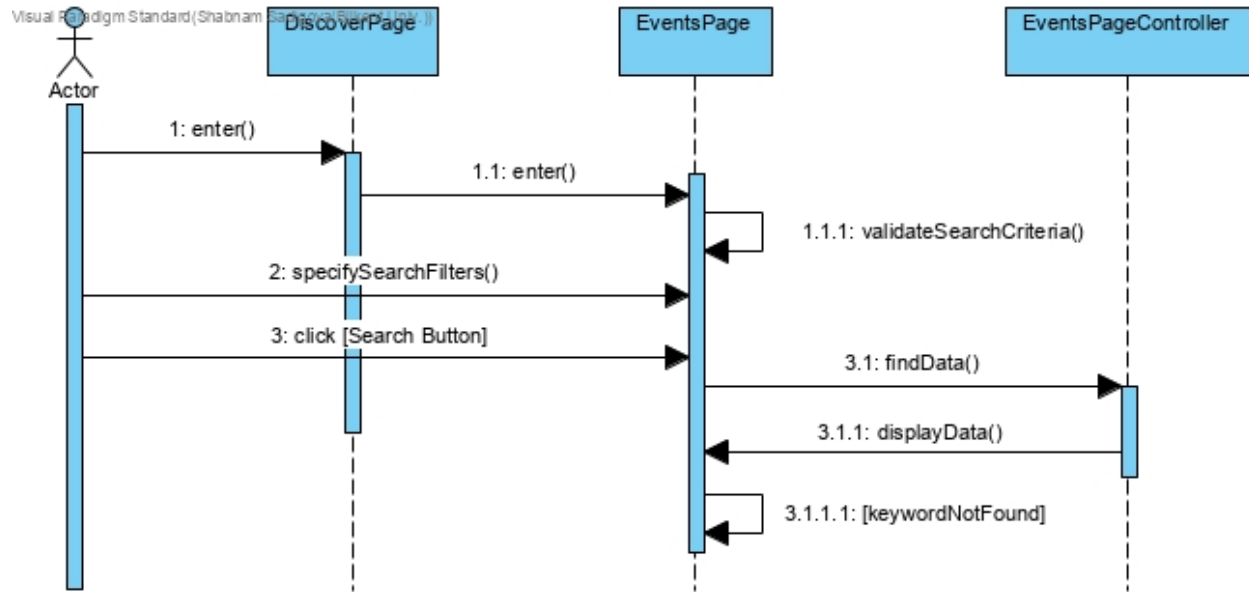 Visual Paradigm Standard(Shabnam
DiscoverPage
EventsPage
EventsPageController
Actor
1: enter()
1.1: enter()
1.1.1: validateSearchCriteria()
2: specifySearchFilters()
3: click [Search Button]
3.1: findData()
3.1.1: displayData()
3.1.1.1: [keywordNotFound]